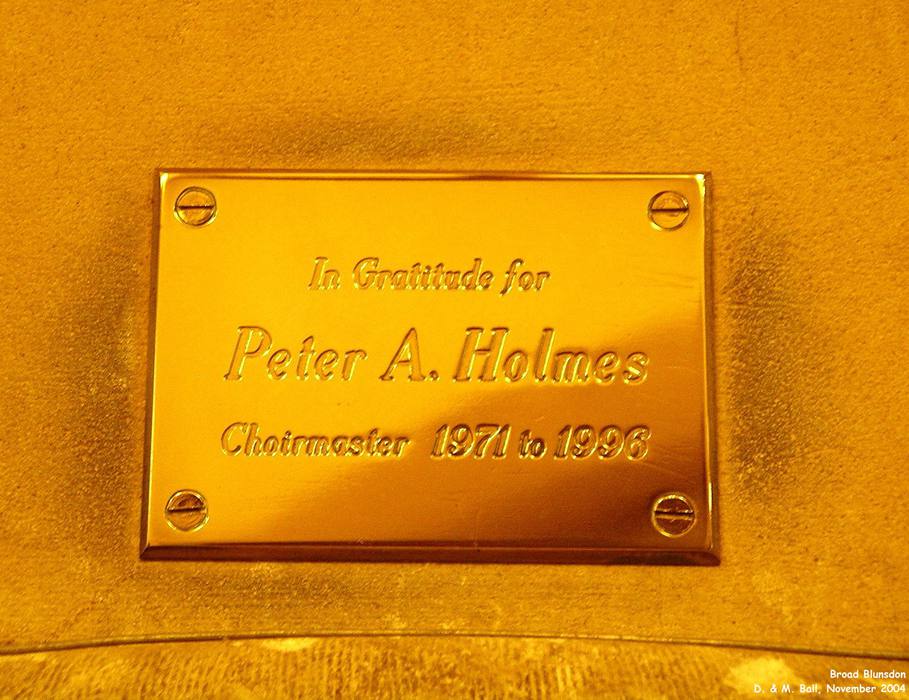 In Gratitude for
Peter A. Holmes
Choirmaster 1971 to 1996
Broad Blunsdon
D. & M. Ball, November 2004